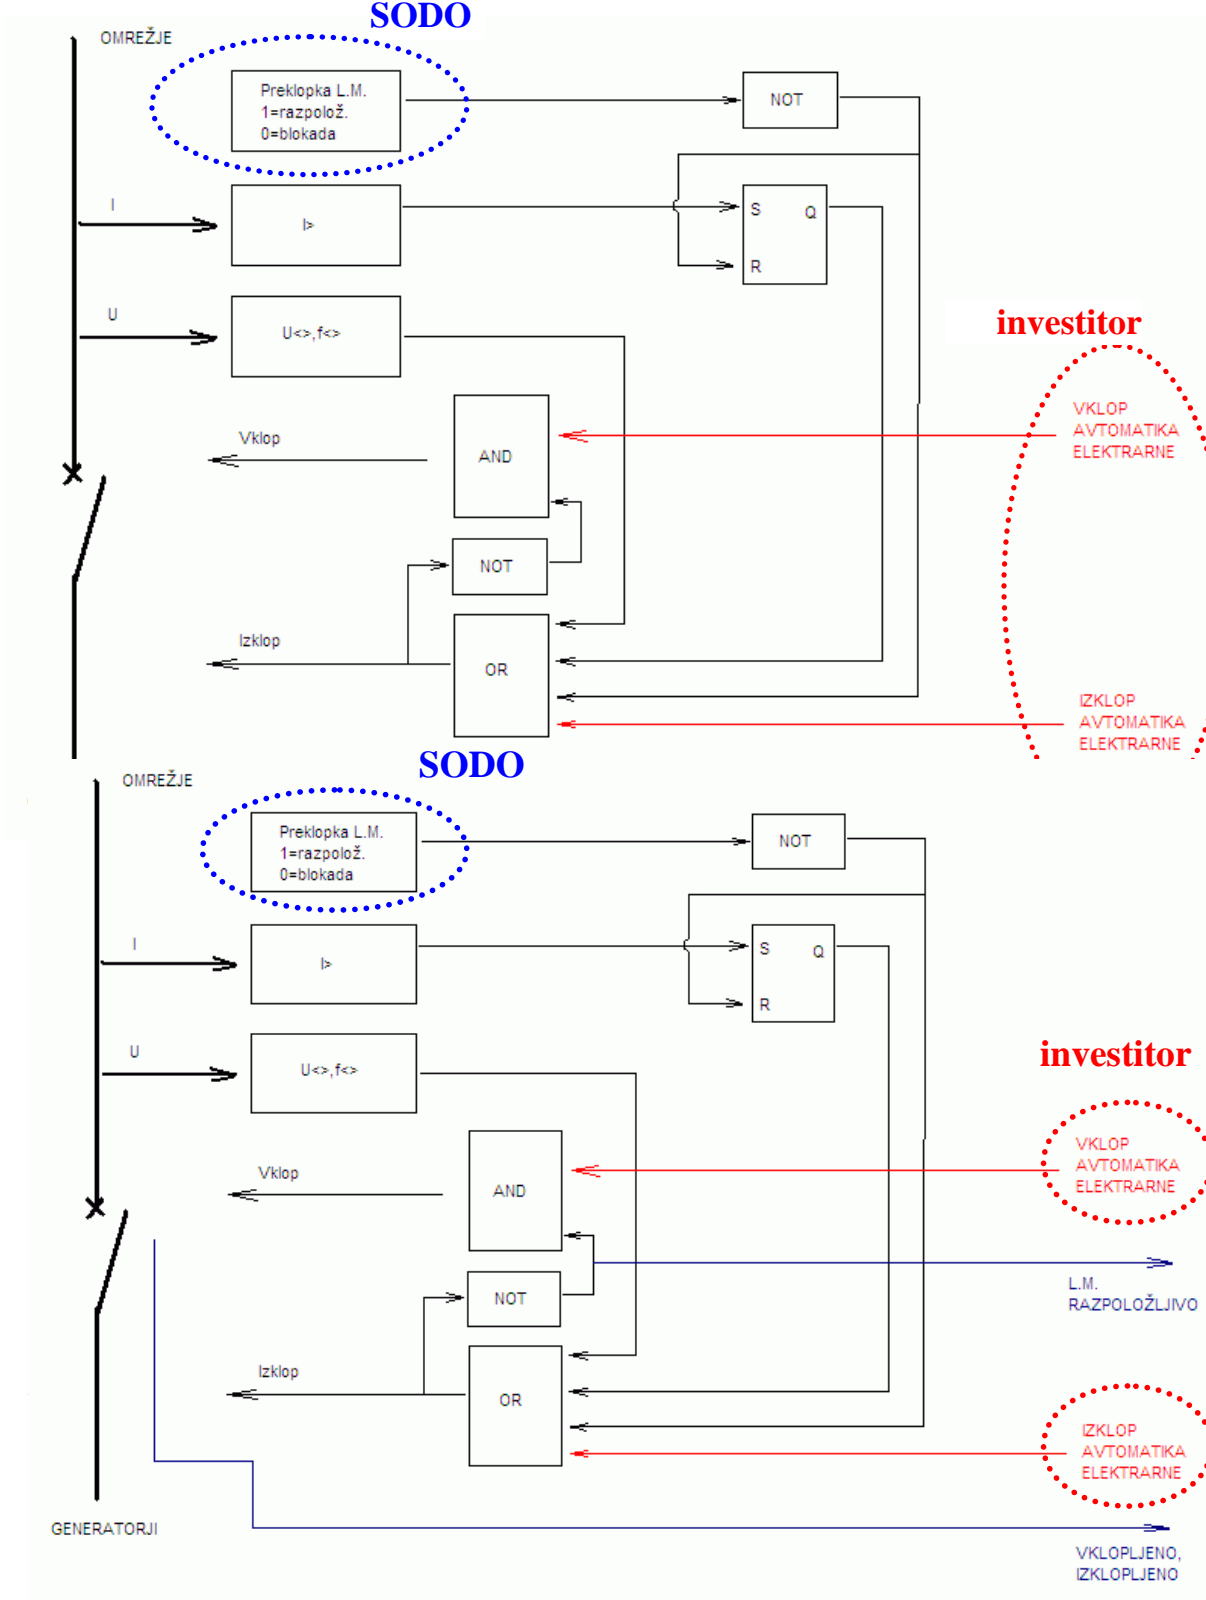 SODO
OMREŽJE
Preklopka L.M.
1=razpolož.
0=blokada
NOT
I
I>
S
Q
R
U
U<>,f<>
investitor
VKLOP
AVTOMATIKA
ELEKTRARNE
Vklop
AND
NOT
Izklop
OR
IZKLOP
AVTOMATIKA
ELEKTRARNE
SODO
OMREŽJE
Preklopka L.M.
1=razpolož.
0=blokada
NOT
I
I>
S
Q
R
U
U<>,f<>
investitor
VKLOP
AVTOMATIKA
ELEKTRARNE
Vklop
AND
L.M.
RAZPOLOŽLJIVO
NOT
Izklop
OR
IZKLOP
AVTOMATIKA
ELEKTRARNE
GENERATORJI
VKLOPLJENO,
IZKLOPLJENO